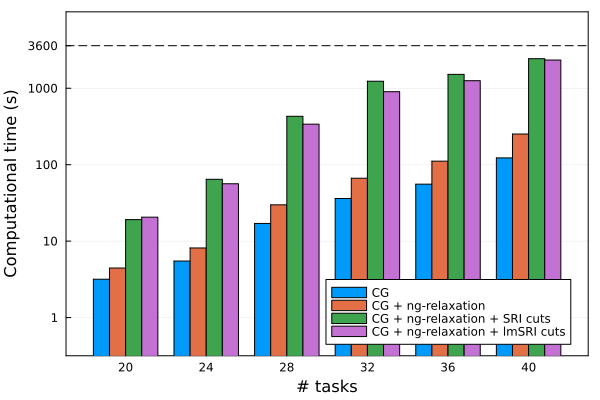 Computational time (s)
3600
1000
100
10
1
CG
CG + ng-relaxation
CG + ng-relaxation + SRI cuts
CG + ng-relaxation + lmSRI cuts
20 24 28 32 36 40
# tasks